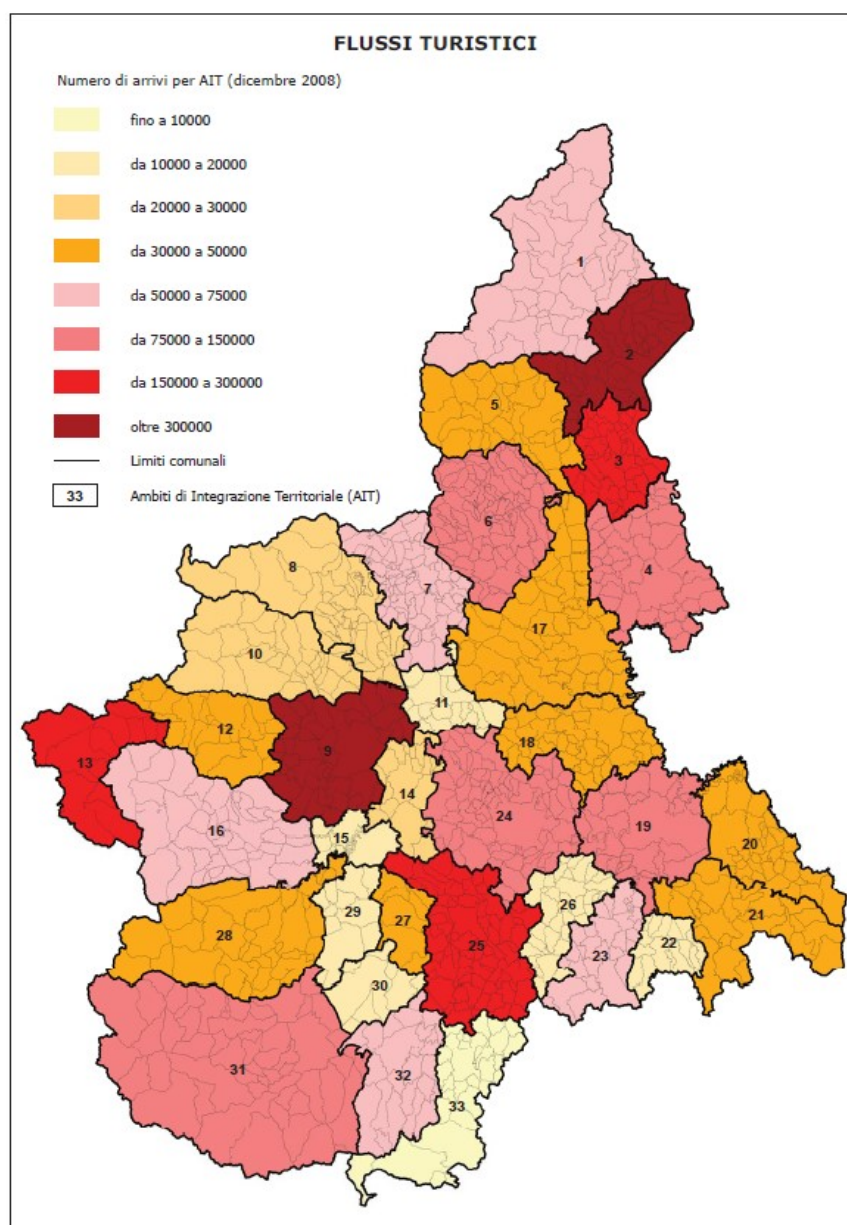 FLUSSI TURISTICI
Numero di arrivi per AIT (dicembre 2008)
fino a 10000
da 10000 a 20000
da 20000 a 30000
da 30000 a 50000
da 50000 a 75000
da 75000 a 150000
da 150000 a 300000
oltre 300000
Limiti comunali
33 Ambiti di Integrazione Territoriale (AIT)
1
2
5
3
6
4
8
7
17
10
11
12
18
9
13
14
24
16
15
19
20
29
26
27
21
28
25
23
22
30
31
32
33